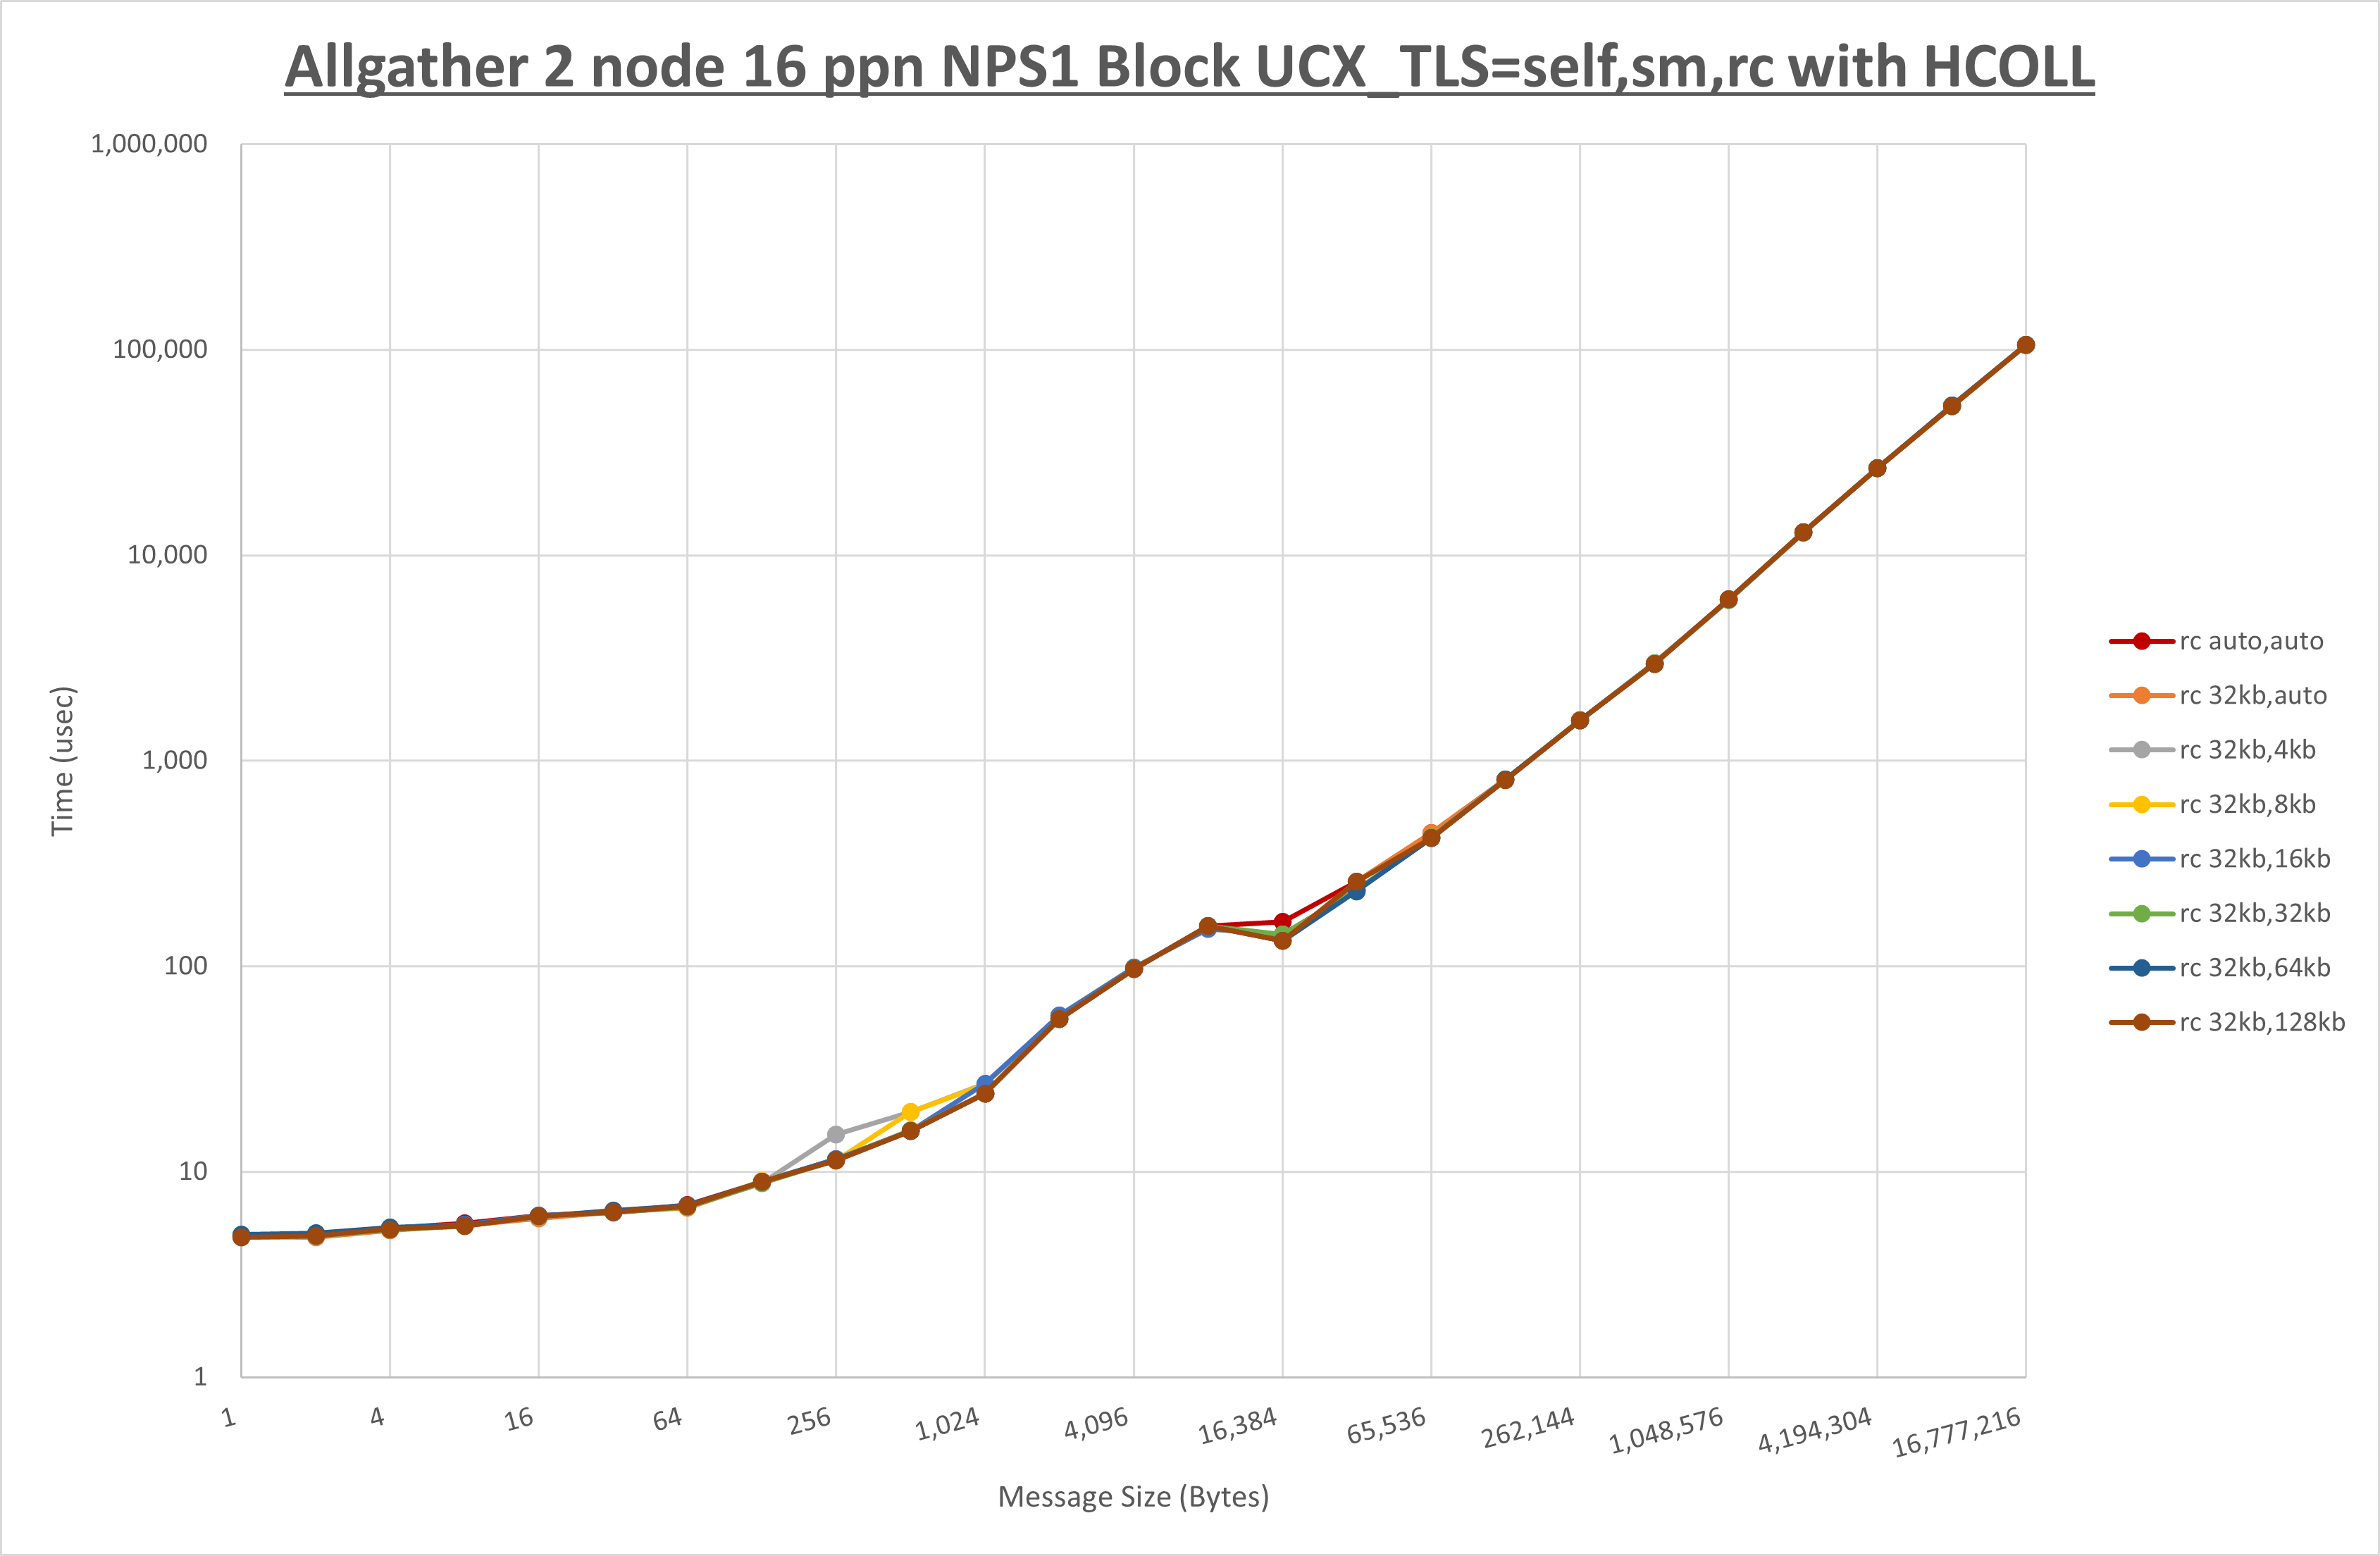 Allgather 2 node 16 ppn NPS1 Block UCX_TLS=self,sm,rc with HCOLL
1,000,000
100,000
10,000
1,000
100
10
1
Time (usec)
1 4 16 64 256 1,024 4,096 16,384 65,536 262,144 1,048,576 4,194,304 16,777,216
Message Size (Bytes)
rc auto,auto
rc 32kb,auto
rc 32kb,4kb
rc 32kb,8kb
rc 32kb,16kb
rc 32kb,32kb
rc 32kb,64kb
rc 32kb,128kb